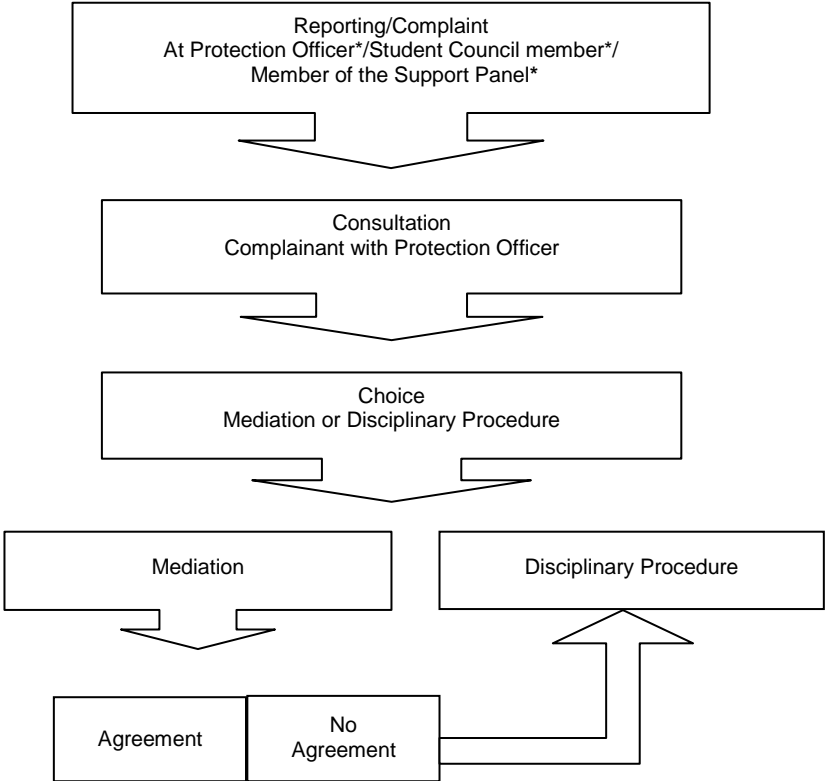 Reporting/Complaint
At Protection Officer*/Student Council member*/
Member of the Support Panel*
Consultation
Complainant with Protection Officer
Choice
Mediation or Disciplinary Procedure
Mediation
Disciplinary Procedure
Agreement
No
Agreement